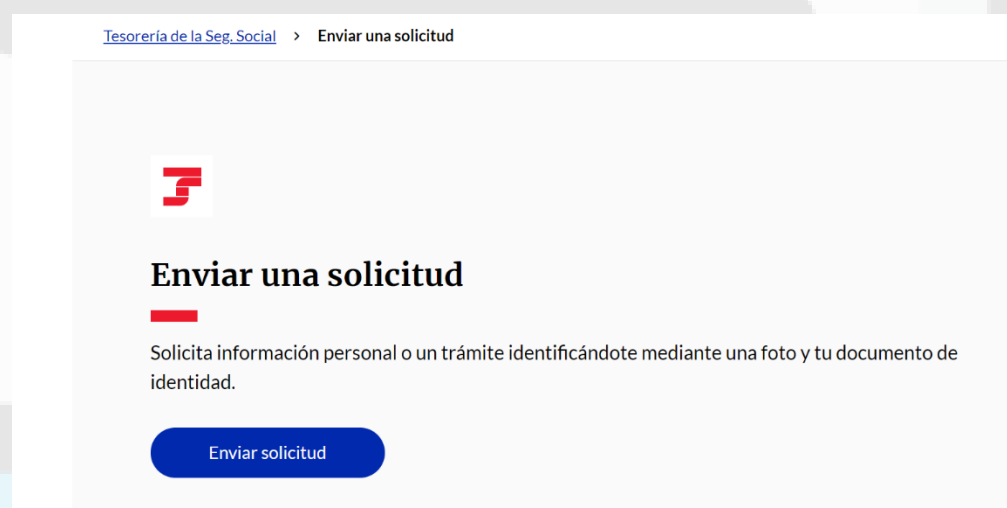 Tesorería de la Seg. Social > Enviar una solicitud
Enviar una solicitud
Solicita información personal o un trámite identificándote mediante una foto y tu documento de
identidad.
Enviar solicitud